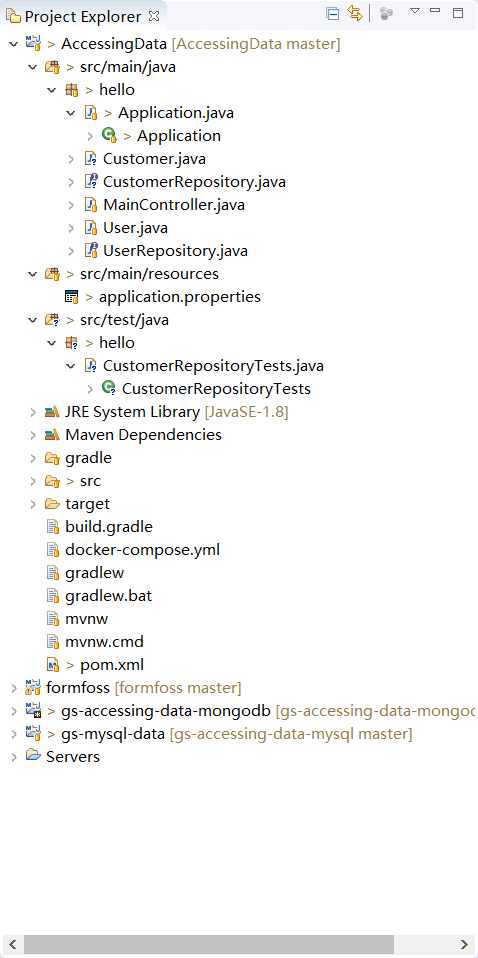 Project Explorer
> AccessingData [AccessingData master]
> src/main/java
> hello
> Application.java
> Application
Customer.java
CustomerRepository.java
MainController.java
User.java
UserRepository.java
> src/main/resources
> application.properties
> src/test/java
> hello
CustomerRepositoryTests.java
CustomerRepositoryTests
JRE System Library [JavaSE-1.8]
Maven Dependencies
gradle
> src
target
build.gradle
docker-compose.yml
gradlew
gradlew.bat
mvnw
mvnw.cmd
> pom.xml
formfoss [formfoss master]
> gs-accessing-data-mongodb [gs-accessing-data-mongod
> gs-mysql-data [gs-accessing-data-mysql master]
Servers